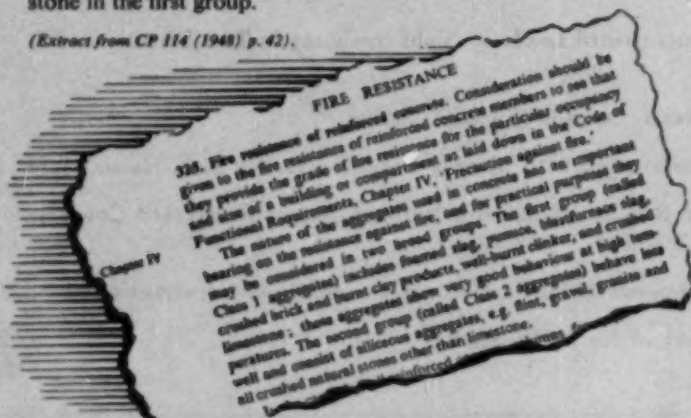 stone in the first group.
(Extract from CP 114 (1948) p. 42).
FIRE RESISTANCE
325. Fire resistance of reinforced concrete. Consideration should be
given to the fire resistance of reinforced concrete members to see that
they provide the grade of fire resistance for the particular occupancy
and size of a building or compartment as laid down in the Code of
Functional Requirements, Chapter IV, 'Precaution against fire.'
Chapter IV
The nature of the aggregates used in concrete has an important
bearing on the resistance against fire, and for practical purposes they
may be considered in two broad groups. The first group (called
Class 1 aggregates) includes foamed slag, pumice, blastfurnace slag,
crushed brick and burnt clay products, well-burnt clinker, and crushed
limestone ; these aggregates show very good behaviour at high tem-
peratures. The second group (called Class 2 aggregates) behave less
well and consist of siliceous aggregates, e.g. flint, gravel, granite and
all crushed natural stones other than limestone.
reinforced